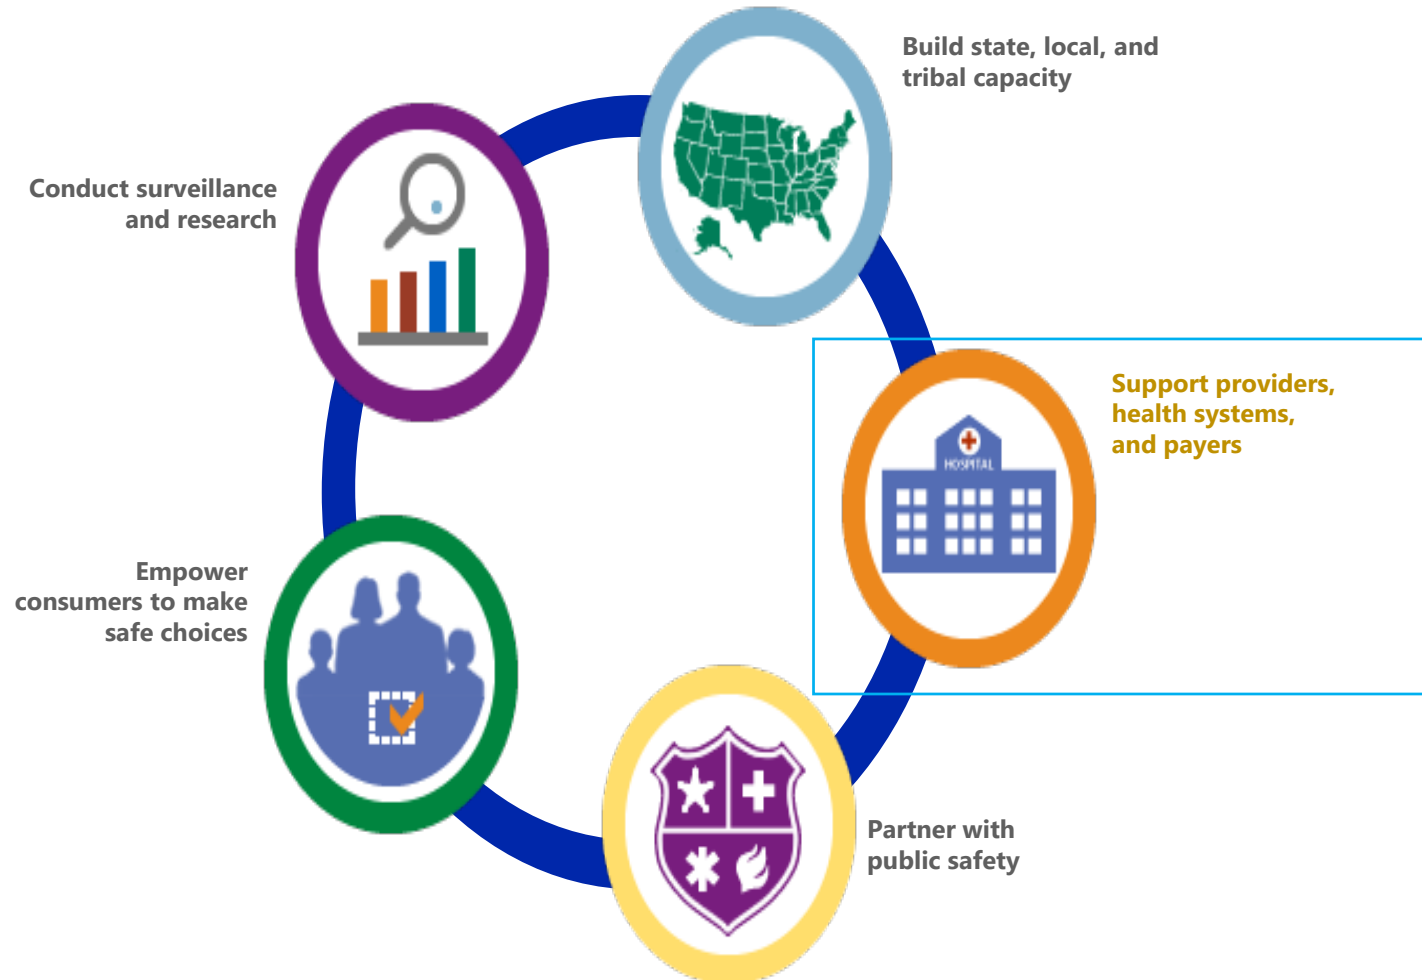 Build state, local, and
tribal capacity
Conduct surveillance
and research
Support providers,
health systems,
and payers
HOSPITAL
Empower
consumers to make
safe choices
Partner with
public safety